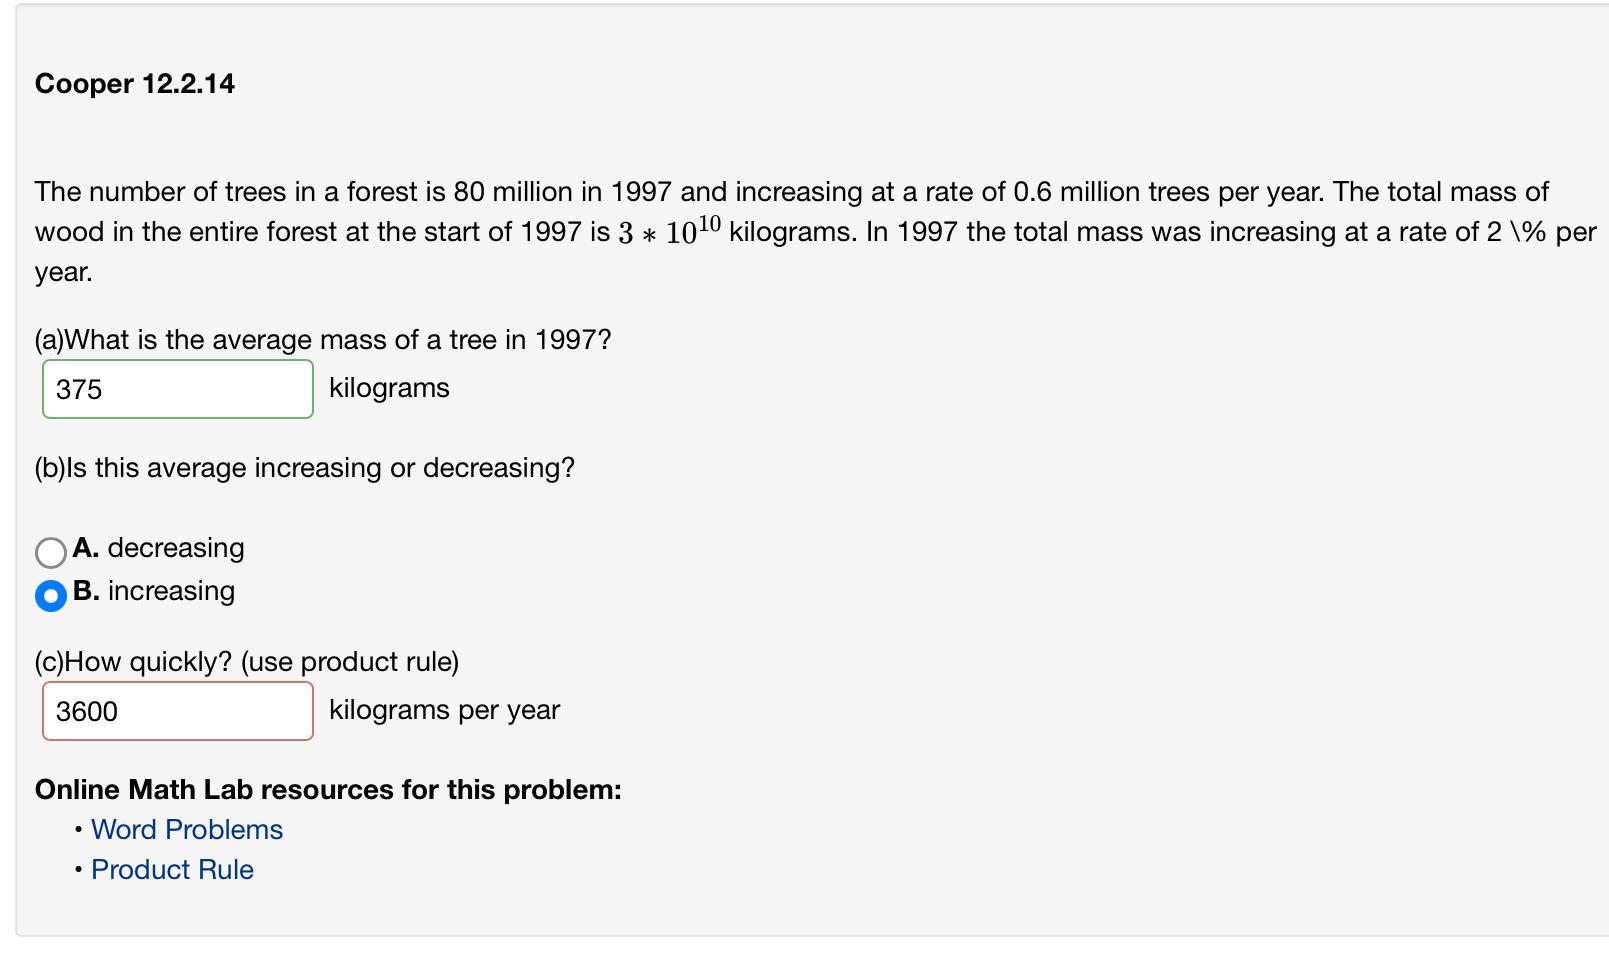 Cooper 12.2.14
The number of trees in a forest is 80 million in 1997 and increasing at a rate of 0.6 million trees per year. The total mass of
wood in the entire forest at the start of 1997 is 3 * 10^10 kilograms. In 1997 the total mass was increasing at a rate of 2 \% per
year.
(a)What is the average mass of a tree in 1997?
375 kilograms
(b)Is this average increasing or decreasing?
A. decreasing
B. increasing
(c)How quickly? (use product rule)
3600 kilograms per year
Online Math Lab resources for this problem:
• Word Problems
• Product Rule